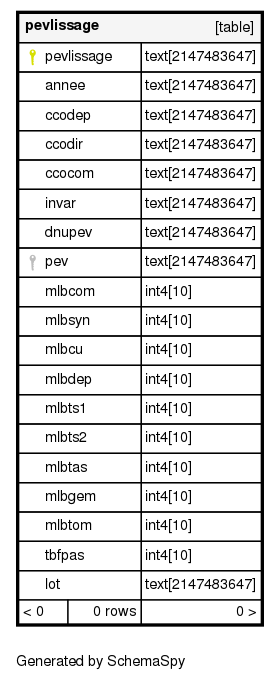 pevlissage [table]
pevlissage text[2147483647]
annee text[2147483647]
ccodep text[2147483647]
ccodir text[2147483647]
ccocom text[2147483647]
invar text[2147483647]
dnupev text[2147483647]
pev text[2147483647]
mlbcom int4[10]
mlbsyn int4[10]
mlbcu int4[10]
mlbdep int4[10]
mlbts1 int4[10]
mlbts2 int4[10]
mlbtas int4[10]
mlbgem int4[10]
mlbtom int4[10]
tbfpas int4[10]
lot text[2147483647]
< 0 0 rows 0 >
Generated by SchemaSpy